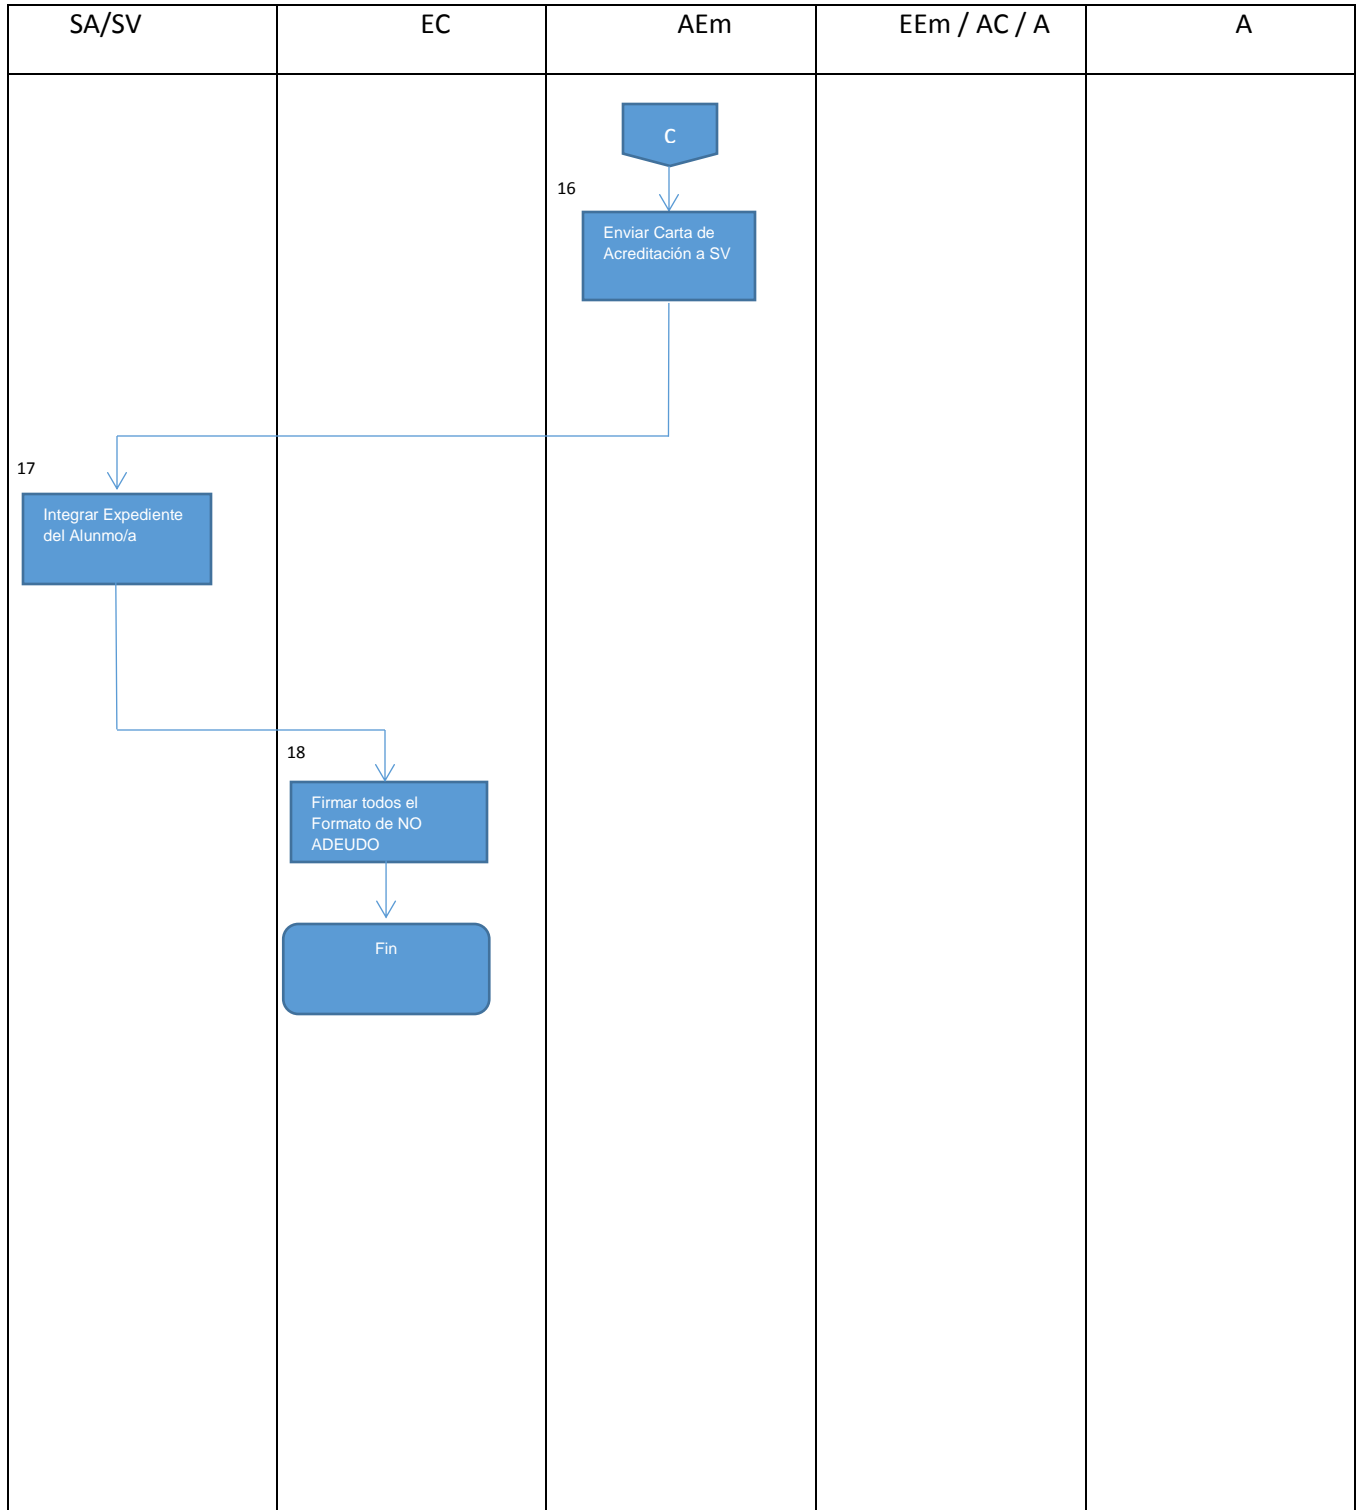 SA/SV
EC
AEm
EEm / AC / A
A
C
16
Enviar Carta de
Acreditación a SV
17
Integrar Expediente
del Alunmo/a
18
Firmar todos el
Formato de NO
ADEUDO
Fin